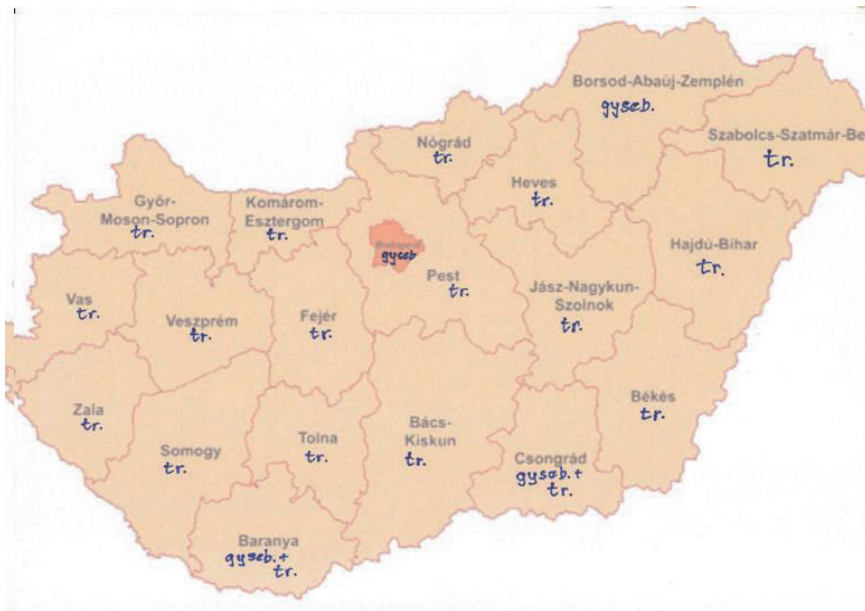 Borsod-Abaúj-Zemplén
gyseb.
Szabolcs-Szatmár-Be
tr.
Nógrád
tr.
Heves
tr.
Győr-
Moson-Sopron
tr.
Komárom-
Esztergom
tr.
Budapest
gyseb
Pest
tr.
Hajdú-Bihar
tr.
Jász-Nagykun-
Szolnok
tr.
Vas
tr.
Veszprém
tr.
Fejér
tr.
Zala
tr.
Somogy
tr.
Tolna
tr.
Bács-
Kiskun
tr.
Békés
tr.
Csongrád
gyseb.+
tr.
Baranya
gyseb.+
tr.